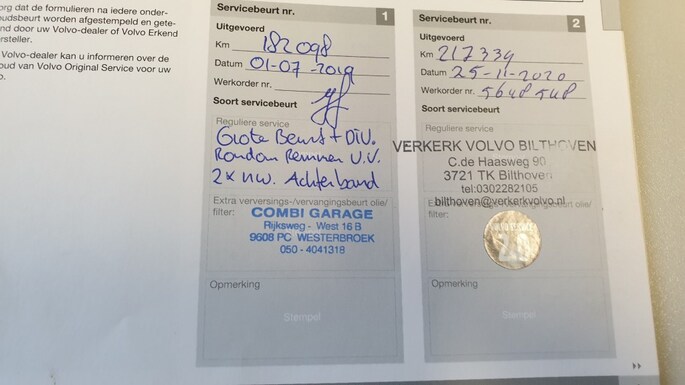 org dat de formulieren na iedere onder-
oudsbeurt worden afgestempeld en gete-
nd door uw Volvo-dealer of Volvo Erkend
ersteller.
Volvo-dealer kan u informeren over de
oud van Volvo Original Service voor uw
o.
Servicebeurt nr. 1
Uitgevoerd
Km 182098
Datum 01-07-2019
Werkorder nr.
Soort servicebeurt
Reguliere service
Grote Beurt + DIV.
Rondom Remmen V.V.
2x nw. Achterband
Extra verversings-/vervangingsbeurt olie/
filter:
COMBI GARAGE
Rijksweg - West 16 B
9608 PC WESTERBROEK
050 - 4041318
Opmerking
Stempel
Servicebeurt nr. 2
Uitgevoerd
Km 217339
Datum 25-11-2020
Werkorder nr. 5648548
Soort servicebeurt
Reguliere service
VERKERK VOLVO BILTHOVEN
C.de Haasweg 90
3721 TK Bilthoven
tel:0302282105
bilthoven@verkerkvolvo.nl
filter:
Opmerking
Stempel